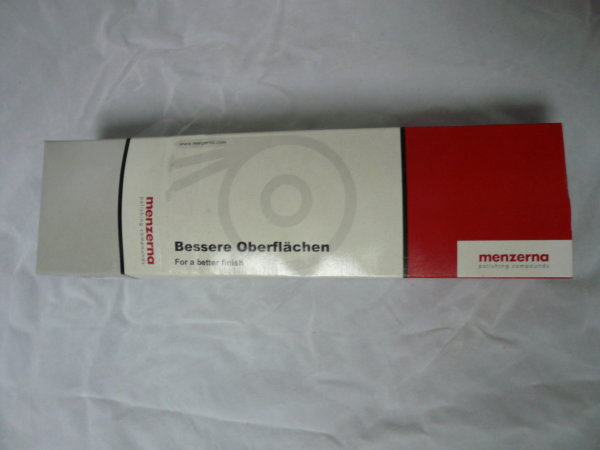 www.menzerna.com
menzerna
polishing compounds
Bessere Oberflächen
For a better finish
menzerna
polishing compounds